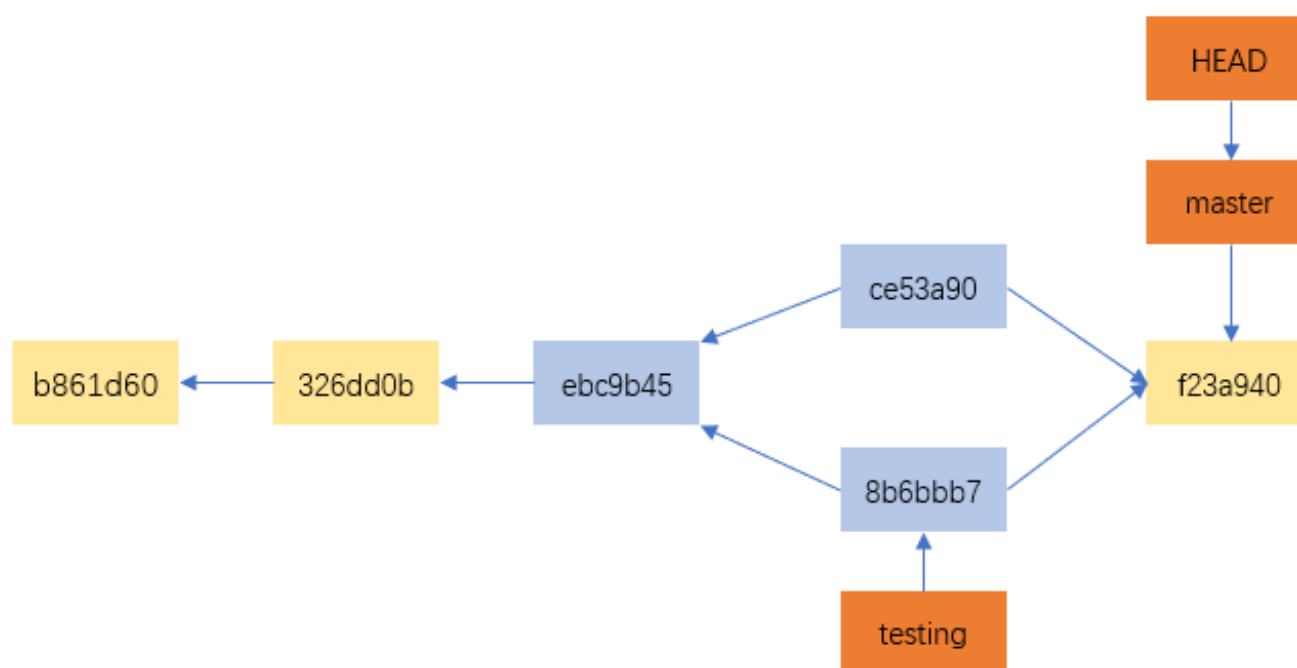 HEAD
master
ce53a90
b861d60
326dd0b
ebc9b45
f23a940
8b6bbb7
testing